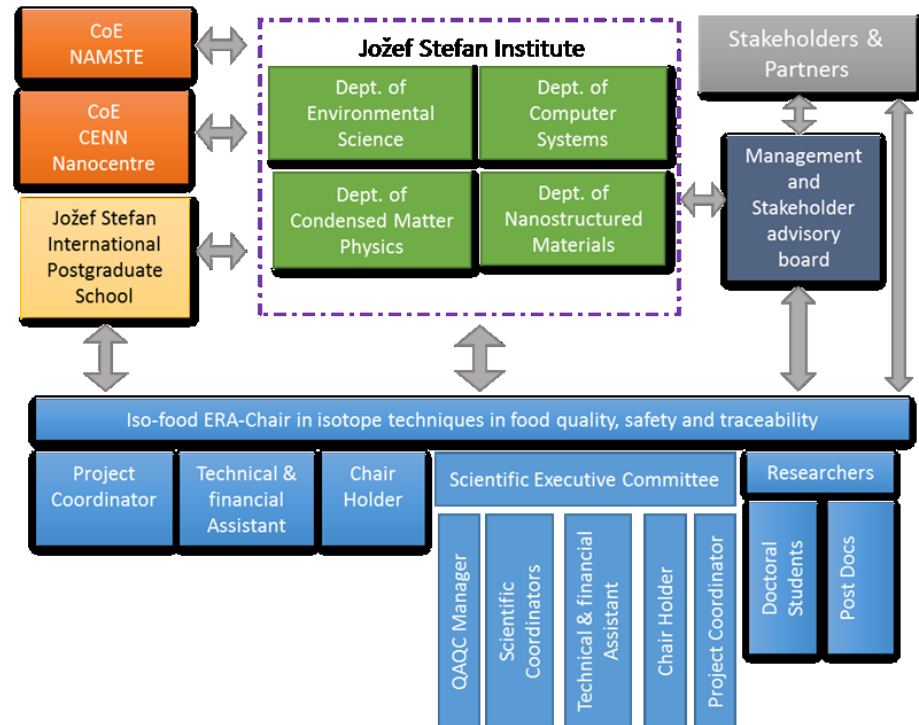 CoE
NAMSTE
CoE
CENN
Nanocentre
Jožef Stefan
International
Postgraduate
School
Jožef Stefan Institute
Dept. of
Environmental
Science
Dept. of
Computer
Systems
Dept. of
Condensed Matter
Physics
Dept. of
Nanostructured
Materials
Stakeholders &
Partners
Management
and
Stakeholder
advisory
board
Iso-food ERA-Chair in isotope techniques in food quality, safety and traceability
Project
Coordinator
Technical &
financial
Assistant
Chair
Holder
Scientific Executive Committee
QAQC Manager
Scientific
Coordinators
Technical & financial
Assistant
Chair Holder
Project Coordinator
Researchers
Doctoral
Students
Post Docs